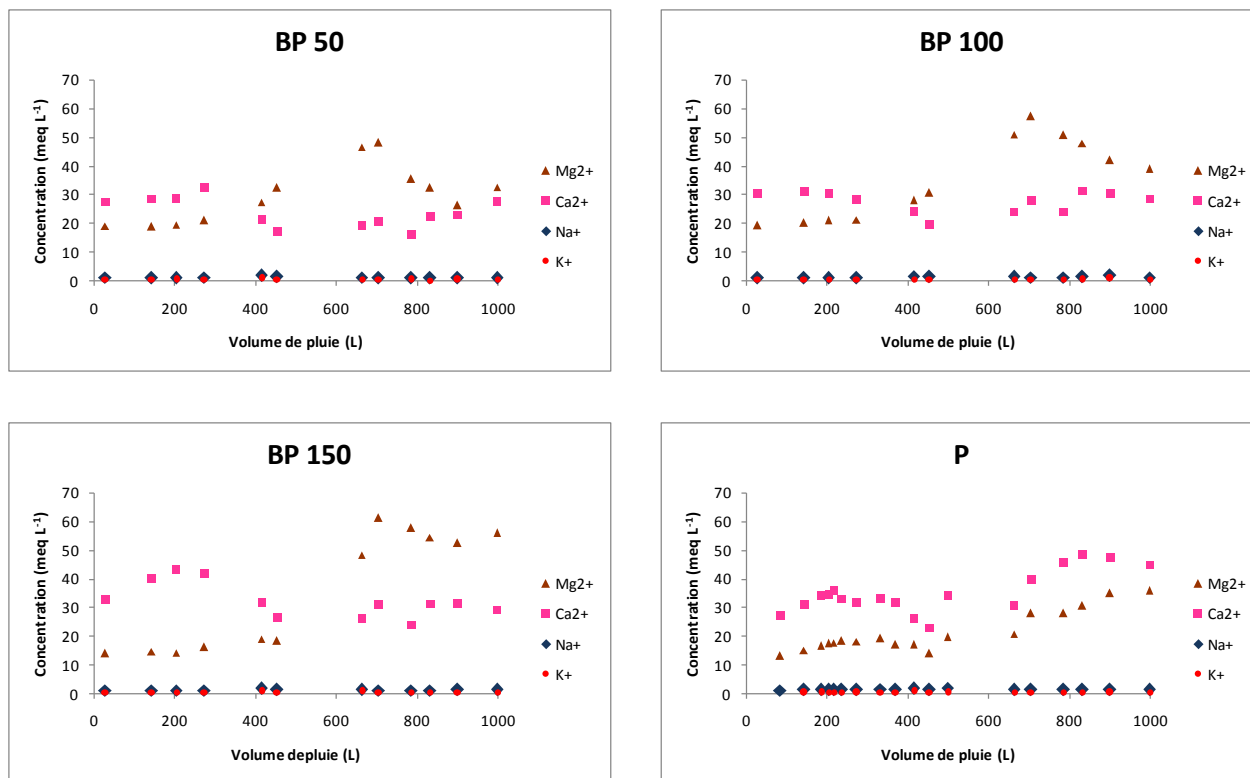 BP 50
Concentration (meq L⁻¹)
70
60
50
40
30
20
10
0
0 200 400 600 800 1000
Volume de pluie (L)
Mg2+
Ca2+
Na+
K+
BP 100
Concentration (meq L⁻¹)
70
60
50
40
30
20
10
0
0 200 400 600 800 1000
Volume de pluie (L)
Mg2+
Ca2+
Na+
K+
BP 150
Concentration (meq L⁻¹)
70
60
50
40
30
20
10
0
0 200 400 600 800 1000
Volume depluie (L)
Mg2+
Ca2+
Na+
K+
P
Concentration (meq L⁻¹)
70
60
50
40
30
20
10
0
0 200 400 600 800 1000
Volume de pluie (L)
Mg2+
Ca2+
Na+
K+